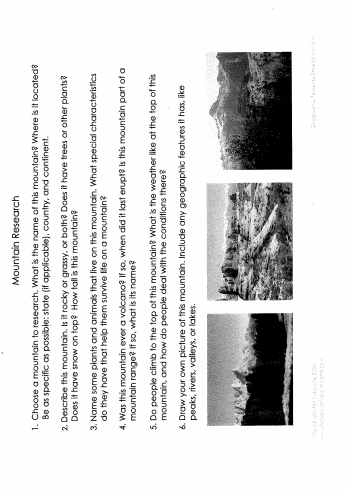 Mountain Research
1. Choose a mountain to research. What is the name of this mountain? Where is it located?
Be as specific as possible: state (if applicable), country, and continent.
2. Describe this mountain. Is it rocky or grassy, or both? Does it have trees or other plants?
Does it have snow on top? How tall is this mountain?
3. Name some plants and animals that live on this mountain. What special characteristics
do they have that help them survive life on a mountain?
4. Was this mountain ever a volcano? If so, when did it last erupt? Is this mountain part of a
mountain range? If so, what is its name?
5. Do people climb to the top of this mountain? What is the weather like at the top of this
mountain, and how do people deal with the conditions there?
6. Draw your own picture of this mountain. Include any geographic features it has, like
peaks, rivers, valleys, or lakes.